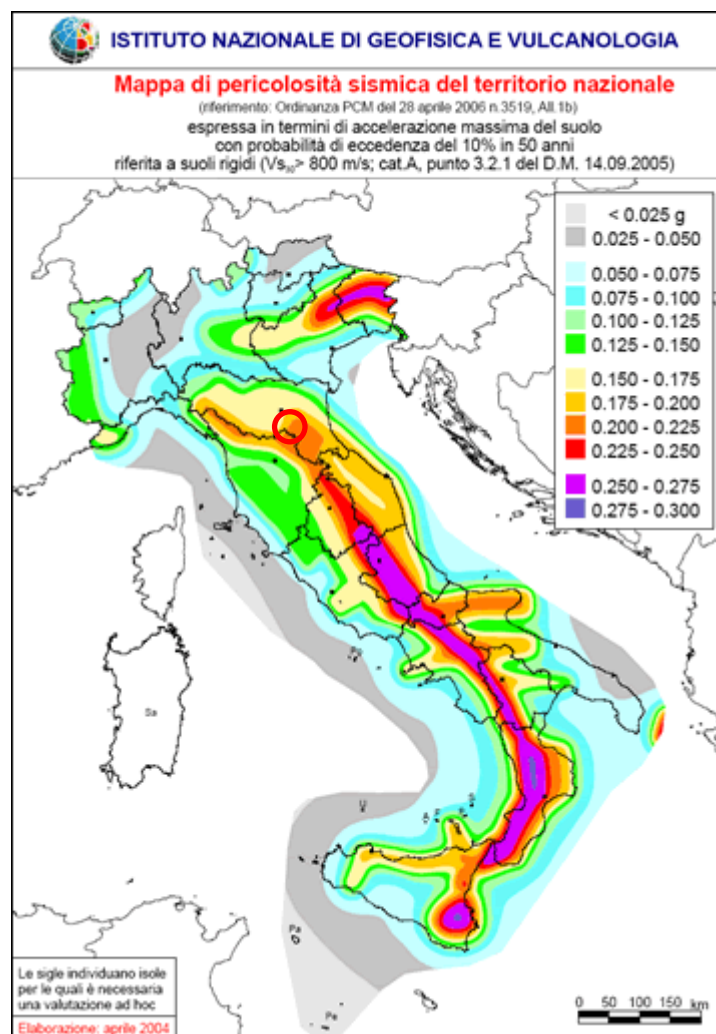 ISTITUTO NAZIONALE DI GEOFISICA E VULCANOLOGIA
Mappa di pericolosità sismica del territorio nazionale
(riferimento: Ordinanza PCM del 28 aprile 2006 n.3519, All.1b)
espressa in termini di accelerazione massima del suolo
con probabilità di eccedenza del 10% in 50 anni
riferita a suoli rigidi (Vs₃₀> 800 m/s; cat.A, punto 3.2.1 del D.M. 14.09.2005)
< 0.025 g
0.025 - 0.050
0.050 - 0.075
0.075 - 0.100
0.100 - 0.125
0.125 - 0.150
0.150 - 0.175
0.175 - 0.200
0.200 - 0.225
0.225 - 0.250
0.250 - 0.275
0.275 - 0.300
Sa
U
A
F
S
Pa
Pe
Le sigle individuano isole
per le quali è necessaria
una valutazione ad hoc
Elaborazione: aprile 2004
0 50 100 150 200
km